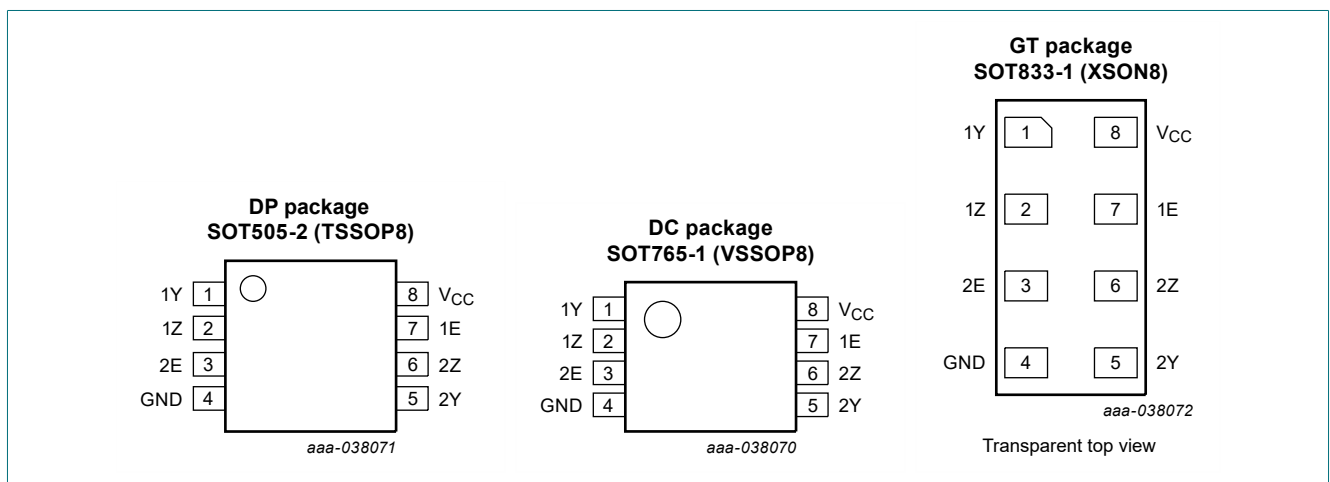 DP package
SOT505-2 (TSSOP8)
1Y 1 8 VCC
1Z 2 7 1E
2E 3 6 2Z
GND 4 5 2Y
aaa-038071
DC package
SOT765-1 (VSSOP8)
1Y 1 8 VCC
1Z 2 7 1E
2E 3 6 2Z
GND 4 5 2Y
aaa-038070
GT package
SOT833-1 (XSON8)
1Y 1 8 VCC
1Z 2 7 1E
2E 3 6 2Z
GND 4 5 2Y
aaa-038072
Transparent top view